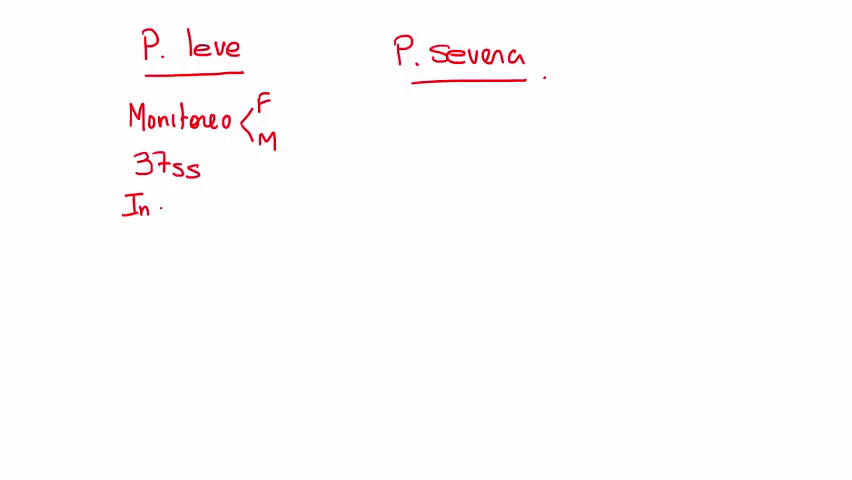 P. leve
P. severa
Monitoreo < F
M
37ss
In